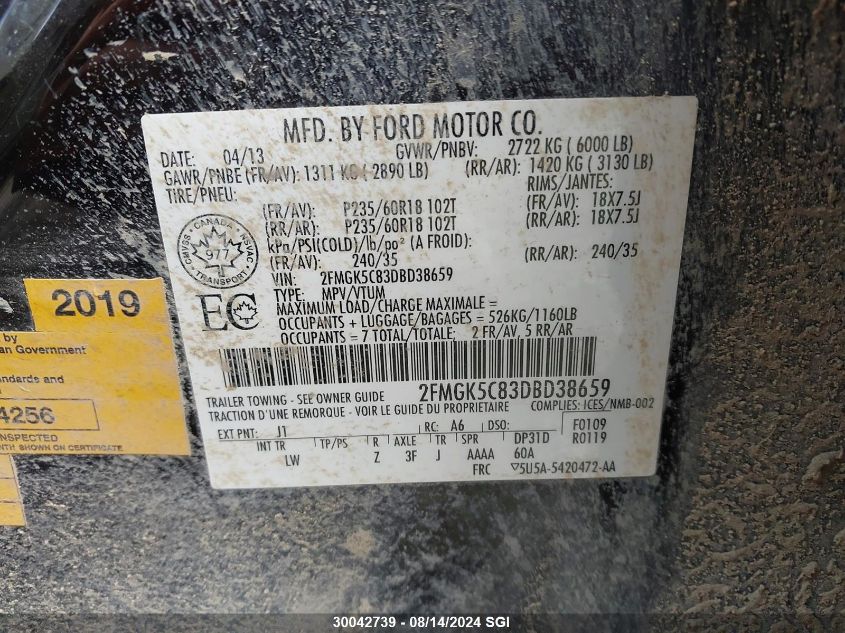 MFD. BY FORD MOTOR CO.
DATE: 04/13 GVWR/PNBV: 2722 KG ( 6000 LB)
GAWR/PNBE (FR/AV): 1311 KG ( 2890 LB) (RR/AR): 1420 KG ( 3130 LB)
TIRE/PNEU: RIMS/JANTES:
(FR/AV): P235/60R18 102T (FR/AV): 18X7.5J
(RR/AR): P235/60R18 102T (RR/AR): 18X7.5J
kPa/PSI(COLD)/lb/po² (A FROID):
(FR/AV): 240/35 (RR/AR): 240/35
CANADA
CMVSS NSVAC
977
TRANSPORT
VIN: 2FMGK5C83DBD38659
TYPE: MPV/VTUM
EC
MAXIMUM LOAD/CHARGE MAXIMALE =
OCCUPANTS + LUGGAGE/BAGAGES = 526KG/1160LB
OCCUPANTS = 7 TOTAL/TOTALE: 2 FR/AV, 5 RR/AR
TRAILER TOWING - SEE OWNER GUIDE 2FMGK5C83DBD38659
TRACTION D'UNE REMORQUE - VOIR LE GUIDE DU PROPRIETAIRE COMPLIES: ICES/NMB-002
EXT PNT: J1 RC: A6 DSO: F0109
INT TR TP/PS R AXLE TR SPR DP31D R0119
LW Z 3F J AAAA 60A
FRC ▽5U5A-5420472-AA
2019
by
an Government
andards and
4256
NSPECTED
NTH SHOWN ON CERTIFICATE
30042739 - 08/14/2024 SGI